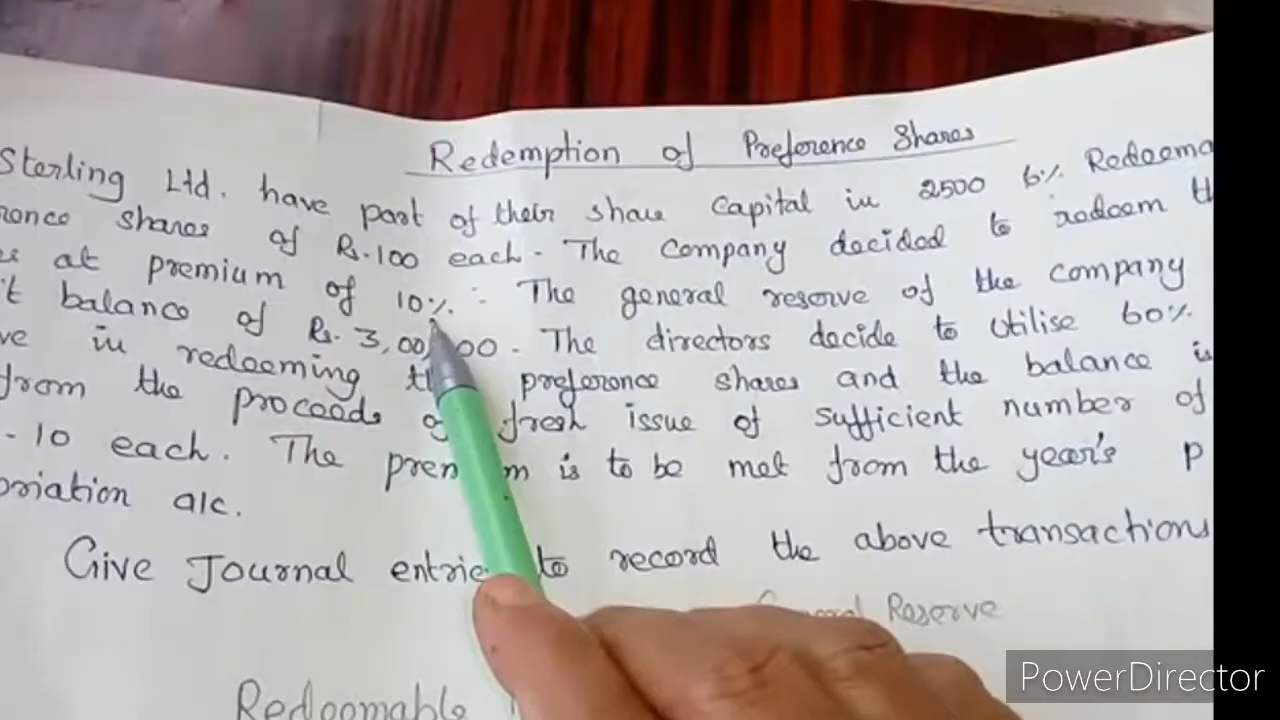 Redemption of Preference Shares
Sterling Ltd. have part of their share capital in 2500 6% Redeema
rence shares of Rs.100 each. The company decided to redeem th
es at premium of 10%. The general reserve of the company
it balance of Rs. 3,00,000. The directors decide to utilise 60%
ve in redeeming the preference shares and the balance is
from the proceeds of fresh issue of sufficient number of
.10 each. The premium is to be met from the year's P
priation a/c.
Give Journal entries to record the above transactions
General Reserve
Redeemable
PowerDirector